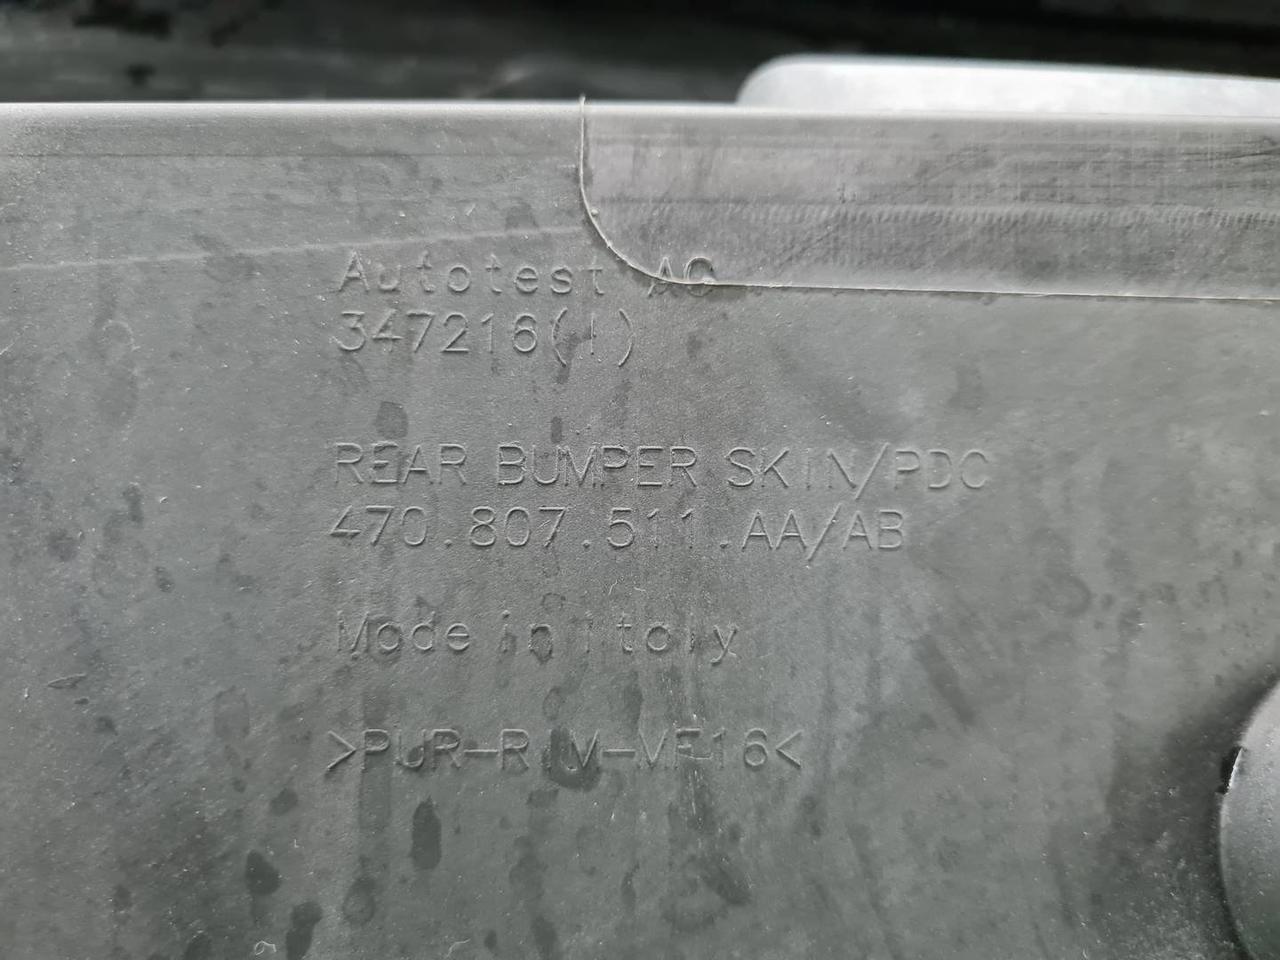 Autotest AG
347216(I)
REAR BUMPER SKIN/PDC
470.807.511.AA/AB
Made in Italy
>PUR-RIM-MF16<